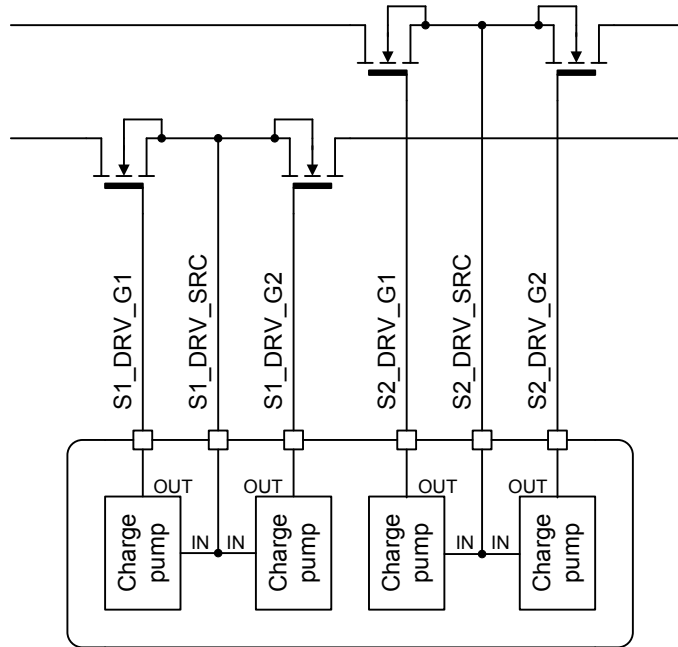 S1_DRV_G1
S1_DRV_SRC
S1_DRV_G2
S2_DRV_G1
S2_DRV_SRC
S2_DRV_G2
OUT
OUT
OUT
OUT
Charge
pump
IN
IN
Charge
pump
Charge
pump
IN
IN
Charge
pump